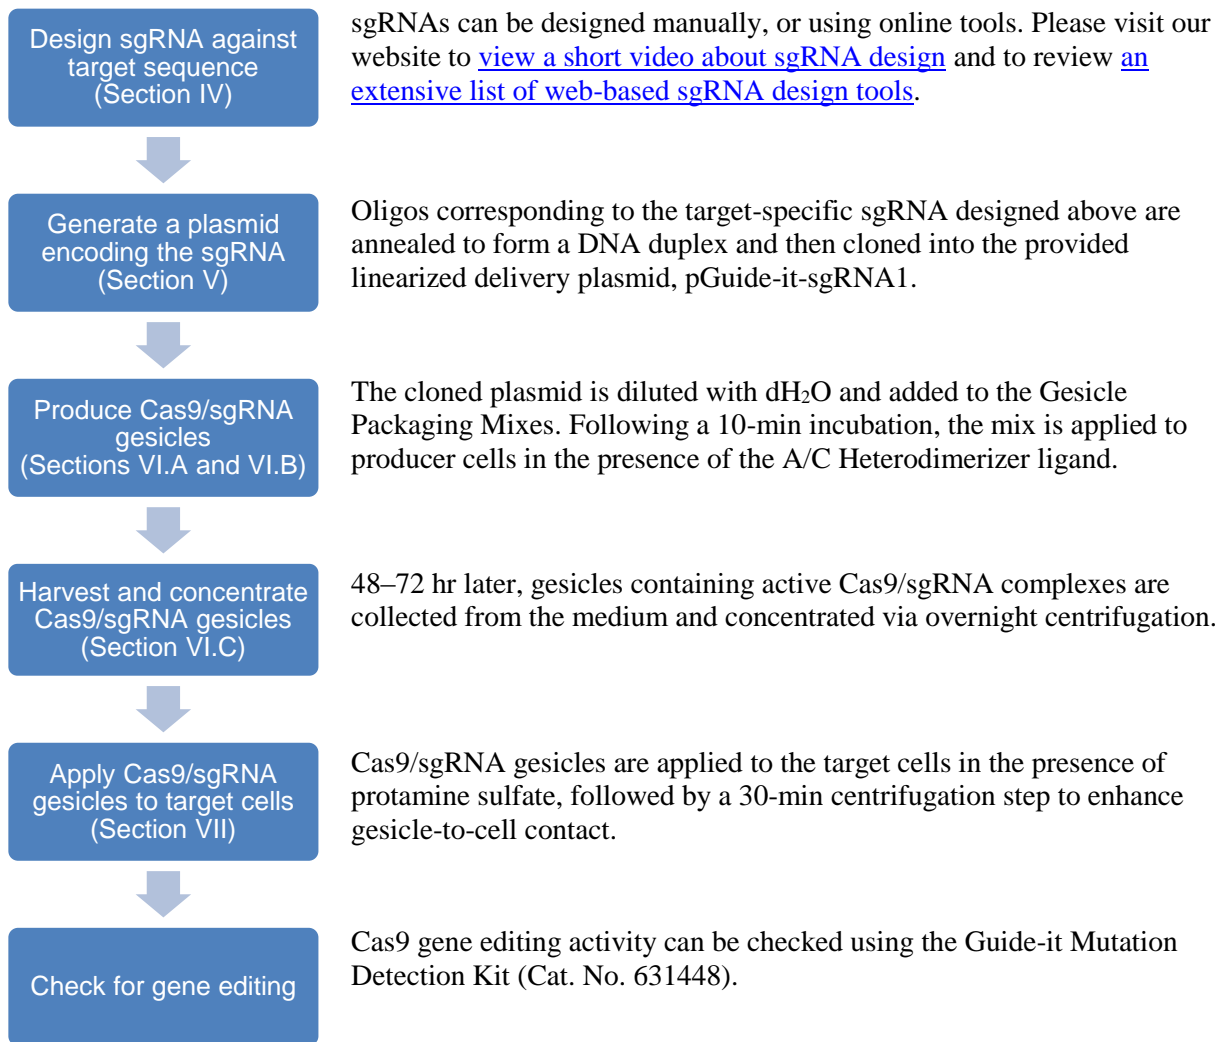 Design sgRNA against
target sequence
(Section IV)
sgRNAs can be designed manually, or using online tools. Please visit our
website to view a short video about sgRNA design and to review an
extensive list of web-based sgRNA design tools.
Generate a plasmid
encoding the sgRNA
(Section V)
Oligos corresponding to the target-specific sgRNA designed above are
annealed to form a DNA duplex and then cloned into the provided
linearized delivery plasmid, pGuide-it-sgRNA1.
Produce Cas9/sgRNA
gesicles
(Sections VI.A and VI.B)
The cloned plasmid is diluted with dH₂O and added to the Gesicle
Packaging Mixes. Following a 10-min incubation, the mix is applied to
producer cells in the presence of the A/C Heterodimerizer ligand.
Harvest and concentrate
Cas9/sgRNA gesicles
(Section VI.C)
48–72 hr later, gesicles containing active Cas9/sgRNA complexes are
collected from the medium and concentrated via overnight centrifugation.
Apply Cas9/sgRNA
gesicles to target cells
(Section VII)
Cas9/sgRNA gesicles are applied to the target cells in the presence of
protamine sulfate, followed by a 30-min centrifugation step to enhance
gesicle-to-cell contact.
Check for gene editing
Cas9 gene editing activity can be checked using the Guide-it Mutation
Detection Kit (Cat. No. 631448).